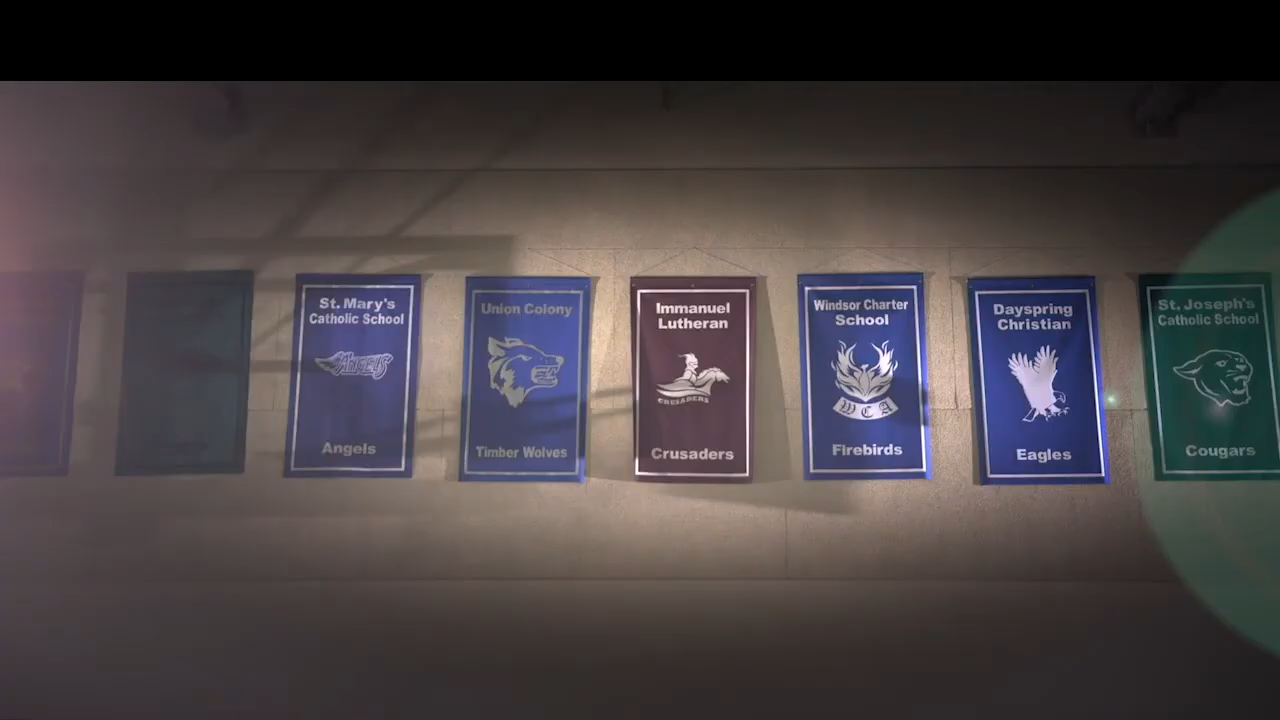 St. Mary's
Catholic School
ANGELS
Angels
Union Colony
Timber Wolves
Immanuel
Lutheran
CRUSADERS
Crusaders
Windsor Charter
School
WCA
Firebirds
Dayspring
Christian
Eagles
St. Joseph's
Catholic School
Cougars